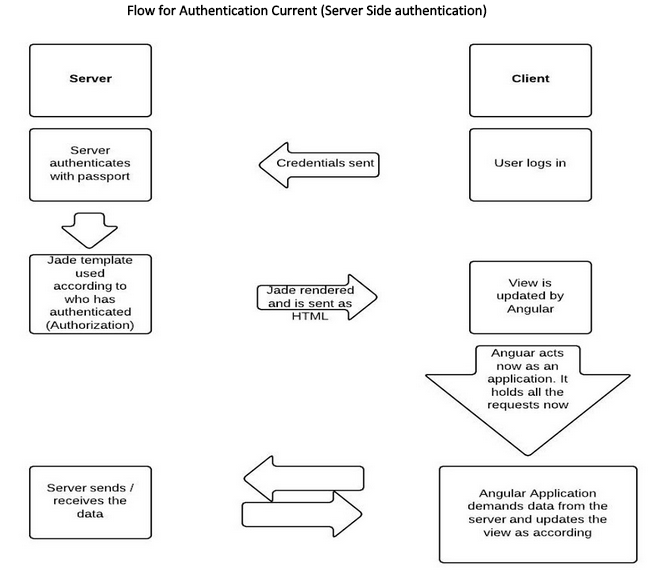 Flow for Authentication Current (Server Side authentication)
Server
Client
Server
authenticates
with passport
Credentials sent
User logs in
Jade template
used
according to
who has
authenticated
(Authorization)
Jade rendered
and is sent as
HTML
View is
updated by
Angular
Anguar acts
now as an
application. It
holds all the
requests now
Server sends /
receives the
data
Angular Application
demands data from the
server and updates the
view as according